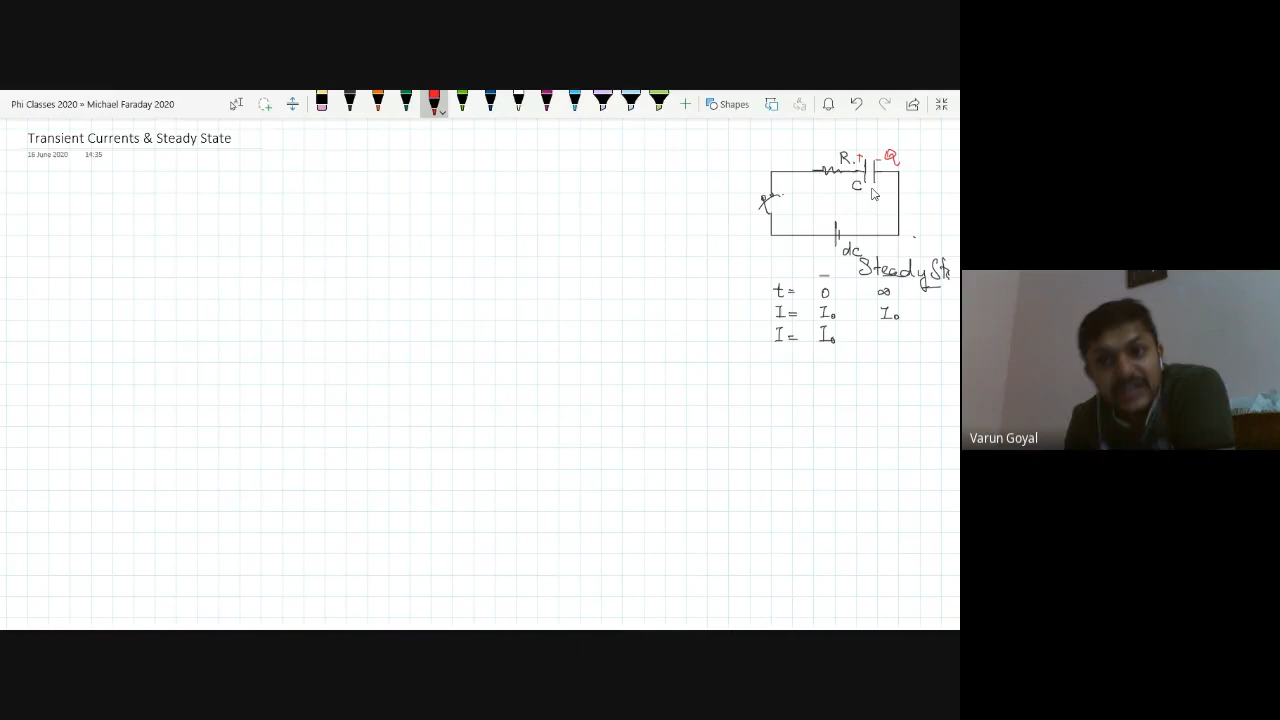 Phi Classes 2020 » Michael Faraday 2020
Shapes
Transient Currents & Steady State
16 June 2020 14:35
R + - Q
C
dc
Steady St
t = 0 ∞
I = I₀ I₀
I = I₀
Varun Goyal